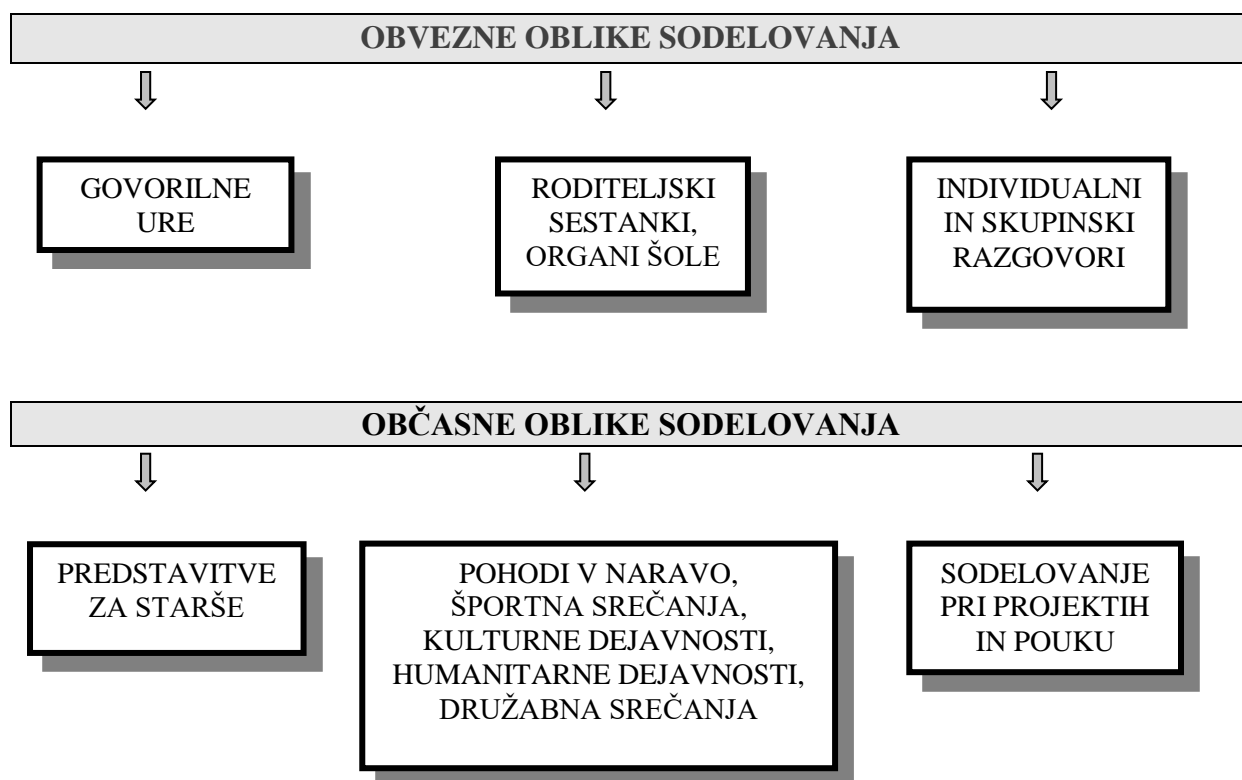 OBVEZNE OBLIKE SODELOVANJA
GOVORILNE
URE
RODITELJSKI
SESTANKI,
ORGANI ŠOLE
INDIVIDUALNI
IN SKUPINSKI
RAZGOVORI
OBČASNE OBLIKE SODELOVANJA
PREDSTAVITVE
ZA STARŠE
POHODI V NARAVO,
ŠPORTNA SREČANJA,
KULTURNE DEJAVNOSTI,
HUMANITARNE DEJAVNOSTI,
DRUŽABNA SREČANJA
SODELOVANJE
PRI PROJEKTIH
IN POUKU